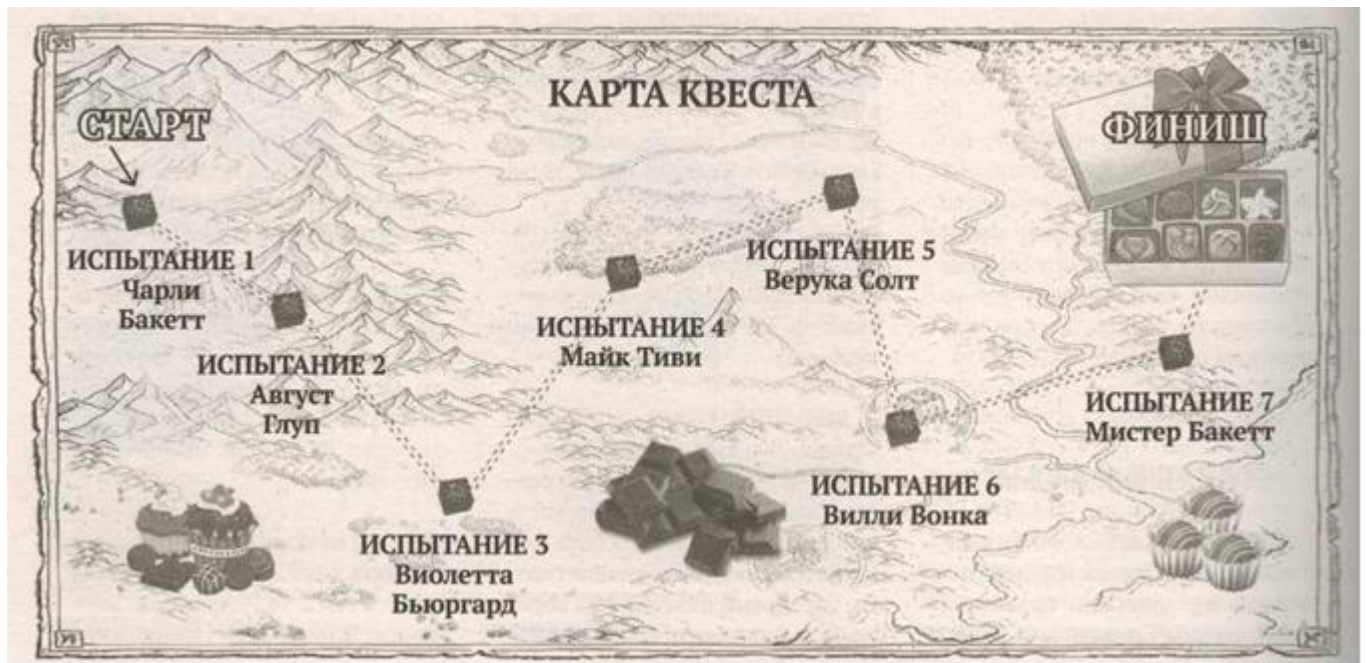 КАРТА КВЕСТА
СТАРТ
ФИНИШ
ИСПЫТАНИЕ 1
Чарли
Бакетт
ИСПЫТАНИЕ 2
Август
Глуп
ИСПЫТАНИЕ 3
Виолетта
Бьюргард
ИСПЫТАНИЕ 4
Майк Тиви
ИСПЫТАНИЕ 5
Верука Солт
ИСПЫТАНИЕ 6
Вилли Вонка
ИСПЫТАНИЕ 7
Мистер Бакетт